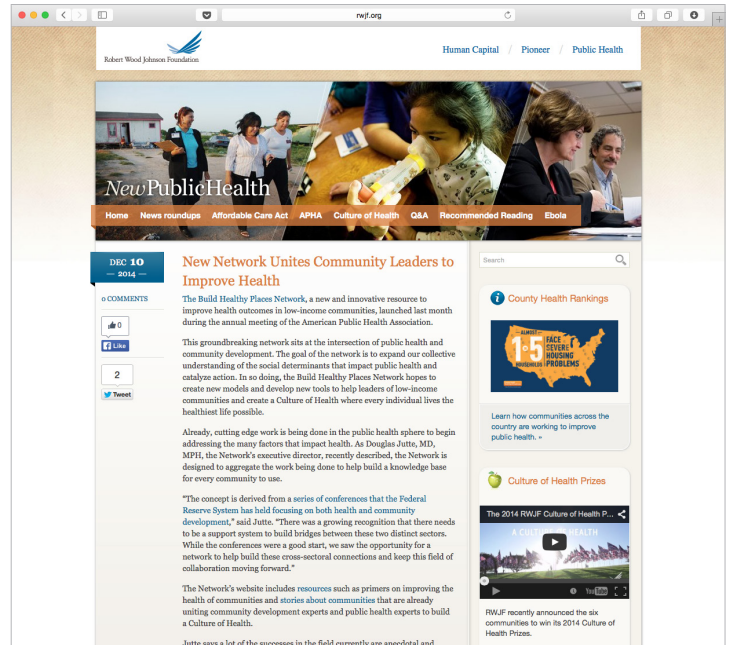 rwjf.org
Robert Wood Johnson Foundation
Human Capital / Pioneer / Public Health
NewPublicHealth
Home News roundups Affordable Care Act APHA Culture of Health Q&A Recommended Reading Ebola
DEC 10
— 2014 —
0 COMMENTS
0
Like
2
Tweet
New Network Unites Community Leaders to
Improve Health
The Build Healthy Places Network, a new and innovative resource to
improve health outcomes in low-income communities, launched last month
during the annual meeting of the American Public Health Association.
This groundbreaking network sits at the intersection of public health and
community development. The goal of the network is to expand our collective
understanding of the social determinants that impact public health and
catalyze action. In so doing, the Build Healthy Places Network hopes to
create new models and develop new tools to help leaders of low-income
communities and create a Culture of Health where every individual lives the
healthiest life possible.
Already, cutting edge work is being done in the public health sphere to begin
addressing the many factors that impact health. As Douglas Jutte, MD,
MPH, the Network's executive director, recently described, the Network is
designed to aggregate the work being done to help build a knowledge base
for every community to use.
"The concept is derived from a series of conferences that the Federal
Reserve System has held focusing on both health and community
development," said Jutte. "There was a growing recognition that there needs
to be a support system to build bridges between these two distinct sectors.
While the conferences were a good start, we saw the opportunity for a
network to help build these cross-sectoral connections and keep this field of
collaboration moving forward."
The Network's website includes resources such as primers on improving the
health of communities and stories about communities that are already
uniting community development experts and public health experts to build
a Culture of Health.
Jutte says a lot of the successes in the field currently are anecdotal and
Search
County Health Rankings
— ALMOST —
1 IN 5
HOUSEHOLDS
FACE
SEVERE
HOUSING
PROBLEMS
Learn how communities across the
country are working to improve
public health. »
Culture of Health Prizes
The 2014 RWJF Culture of Health P...
A CULTURE OF HEALTH
YouTube
RWJF recently announced the six
communities to win its 2014 Culture of
Health Prizes.